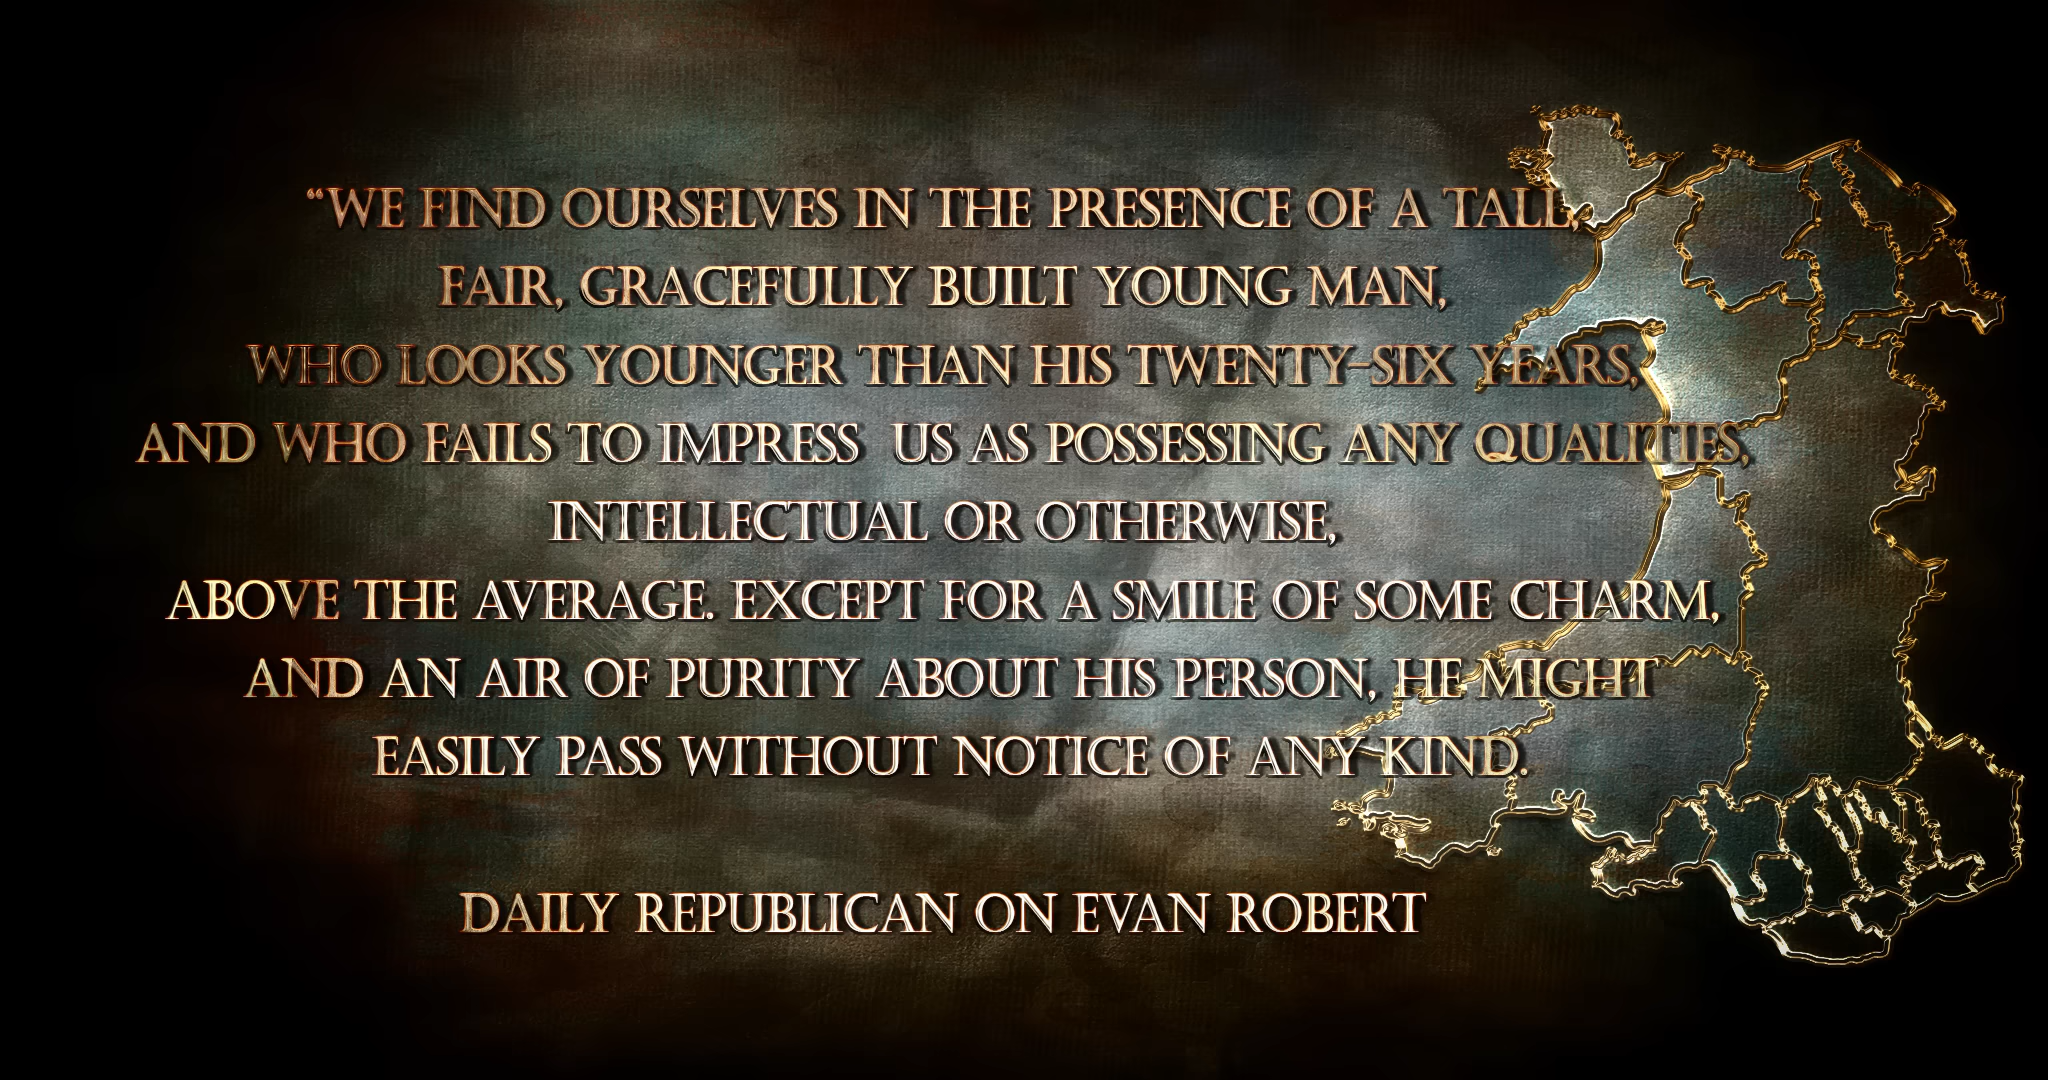 “WE FIND OURSELVES IN THE PRESENCE OF A TALL,
FAIR, GRACEFULLY BUILT YOUNG MAN,
WHO LOOKS YOUNGER THAN HIS TWENTY-SIX YEARS,
AND WHO FAILS TO IMPRESS US AS POSSESSING ANY QUALITIES,
INTELLECTUAL OR OTHERWISE,
ABOVE THE AVERAGE. EXCEPT FOR A SMILE OF SOME CHARM,
AND AN AIR OF PURITY ABOUT HIS PERSON, HE MIGHT
EASILY PASS WITHOUT NOTICE OF ANY KIND.
DAILY REPUBLICAN ON EVAN ROBERT